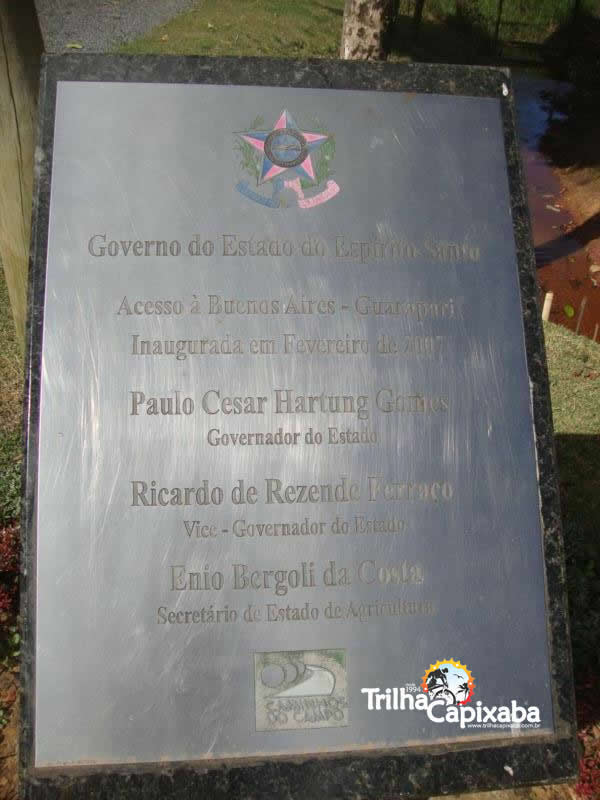 Governo do Estado do Espírito Santo
Acesso à Buenos Aires - Guarapari
Inaugurada em Fevereiro de 2007
Paulo Cesar Hartung Gomes
Governador do Estado
Ricardo de Rezende Ferraço
Vice - Governador do Estado
Enio Bergoli da Costa
Secretário de Estado de Agricultura
CAMINHOS
DO CAMPO
desde
1994
Trilha Capixaba
www.trilhacapixaba.com.br